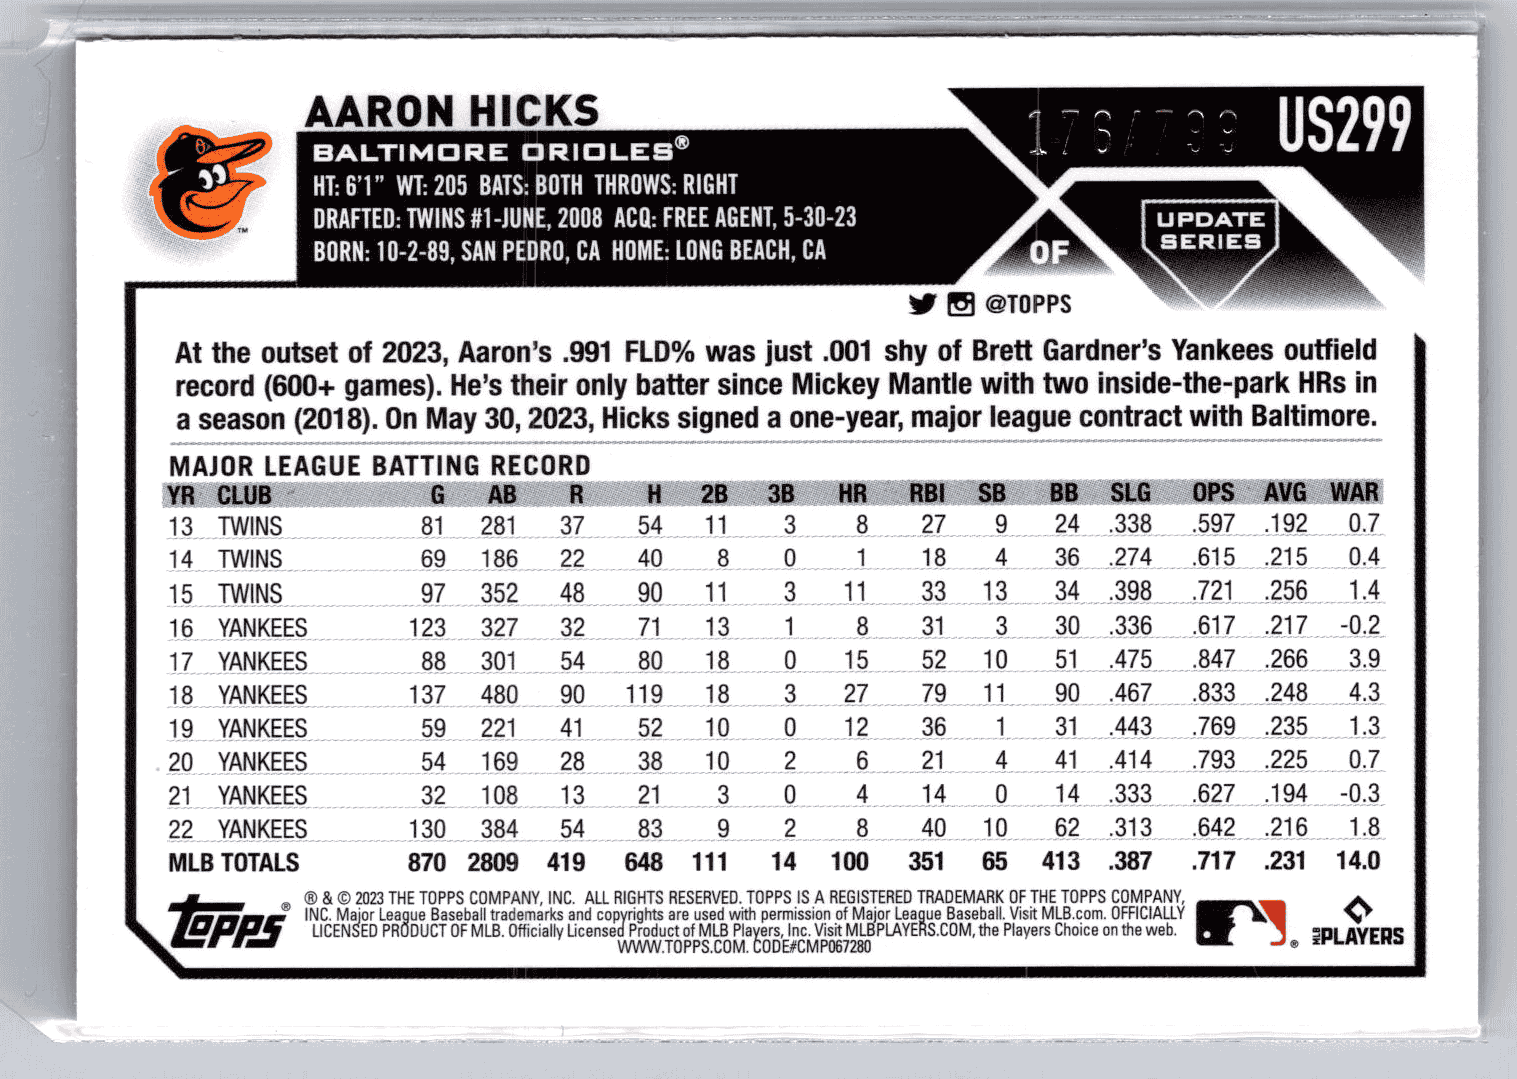 AARON HICKS
176/799
US299
BALTIMORE ORIOLES®
HT: 6'1" WT: 205 BATS: BOTH THROWS: RIGHT
DRAFTED: TWINS #1-JUNE, 2008 ACQ: FREE AGENT, 5-30-23
BORN: 10-2-89, SAN PEDRO, CA HOME: LONG BEACH, CA
OF
UPDATE
SERIES
TM
@TOPPS
At the outset of 2023, Aaron's .991 FLD% was just .001 shy of Brett Gardner's Yankees outfield
record (600+ games). He's their only batter since Mickey Mantle with two inside-the-park HRs in
a season (2018). On May 30, 2023, Hicks signed a one-year, major league contract with Baltimore.
MAJOR LEAGUE BATTING RECORD
YR CLUB G AB R H 2B 3B HR RBI SB BB SLG OPS AVG WAR
13 TWINS 81 281 37 54 11 3 8 27 9 24 .338 .597 .192 0.7
14 TWINS 69 186 22 40 8 0 1 18 4 36 .274 .615 .215 0.4
15 TWINS 97 352 48 90 11 3 11 33 13 34 .398 .721 .256 1.4
16 YANKEES 123 327 32 71 13 1 8 31 3 30 .336 .617 .217 -0.2
17 YANKEES 88 301 54 80 18 0 15 52 10 51 .475 .847 .266 3.9
18 YANKEES 137 480 90 119 18 3 27 79 11 90 .467 .833 .248 4.3
19 YANKEES 59 221 41 52 10 0 12 36 1 31 .443 .769 .235 1.3
20 YANKEES 54 169 28 38 10 2 6 21 4 41 .414 .793 .225 0.7
21 YANKEES 32 108 13 21 3 0 4 14 0 14 .333 .627 .194 -0.3
22 YANKEES 130 384 54 83 9 2 8 40 10 62 .313 .642 .216 1.8
MLB TOTALS 870 2809 419 648 111 14 100 351 65 413 .387 .717 .231 14.0
TOPPS®
® & © 2023 THE TOPPS COMPANY, INC. ALL RIGHTS RESERVED. TOPPS IS A REGISTERED TRADEMARK OF THE TOPPS COMPANY,
INC. Major League Baseball trademarks and copyrights are used with permission of Major League Baseball. Visit MLB.com. OFFICIALLY
LICENSED PRODUCT OF MLB. Officially Licensed Product of MLB Players, Inc. Visit MLBPLAYERS.COM, the Players Choice on the web.
WWW.TOPPS.COM. CODE#CMP067280
®
MLB PLAYERS